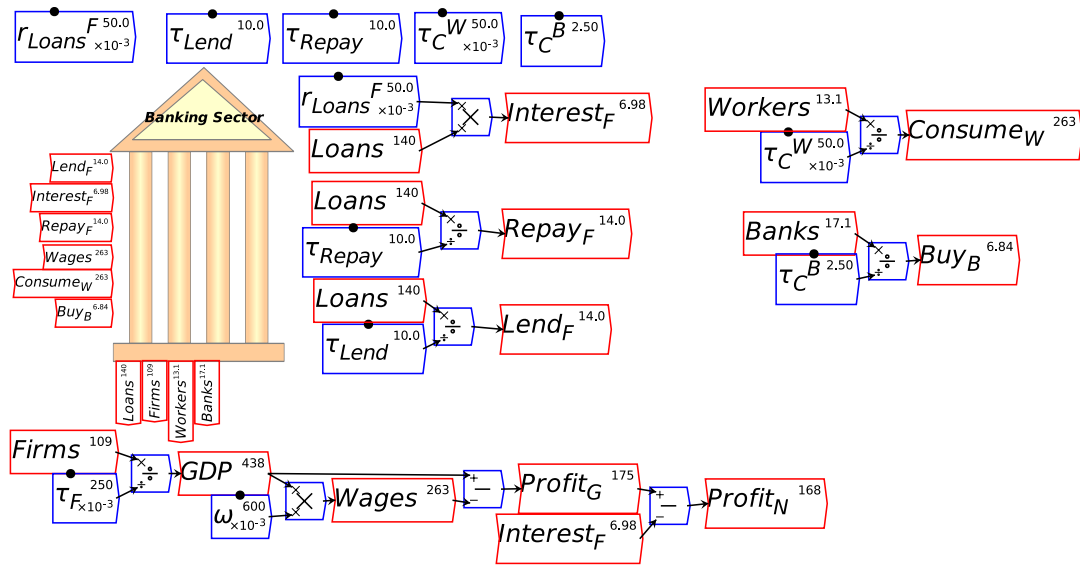 r_Loans^F 50.0 ×10-3
τ_Lend 10.0
τ_Repay 10.0
τ_C^W 50.0 ×10-3
τ_C^B 2.50
Banking Sector
Lend_F 14.0
Interest_F 6.98
Repay_F 14.0
Wages 263
Consume_W 263
Buy_B 6.84
Loans 140
Firms 109
Workers 13.1
Banks 17.1
r_Loans^F 50.0 ×10-3
Loans 140
×
×
×
Interest_F 6.98
Loans 140
τ_Repay 10.0
×
÷
÷
Repay_F 14.0
Loans 140
τ_Lend 10.0
×
÷
÷
Lend_F 14.0
Workers 13.1
τ_C^W 50.0 ×10-3
×
÷
÷
Consume_W 263
Banks 17.1
τ_C^B 2.50
×
÷
÷
Buy_B 6.84
Firms 109
τ_F 250 ×10-3
×
÷
÷
GDP 438
ω 600 ×10-3
×
×
×
Wages 263
+
−
−
Profit_G 175
Interest_F 6.98
+
−
−
Profit_N 168